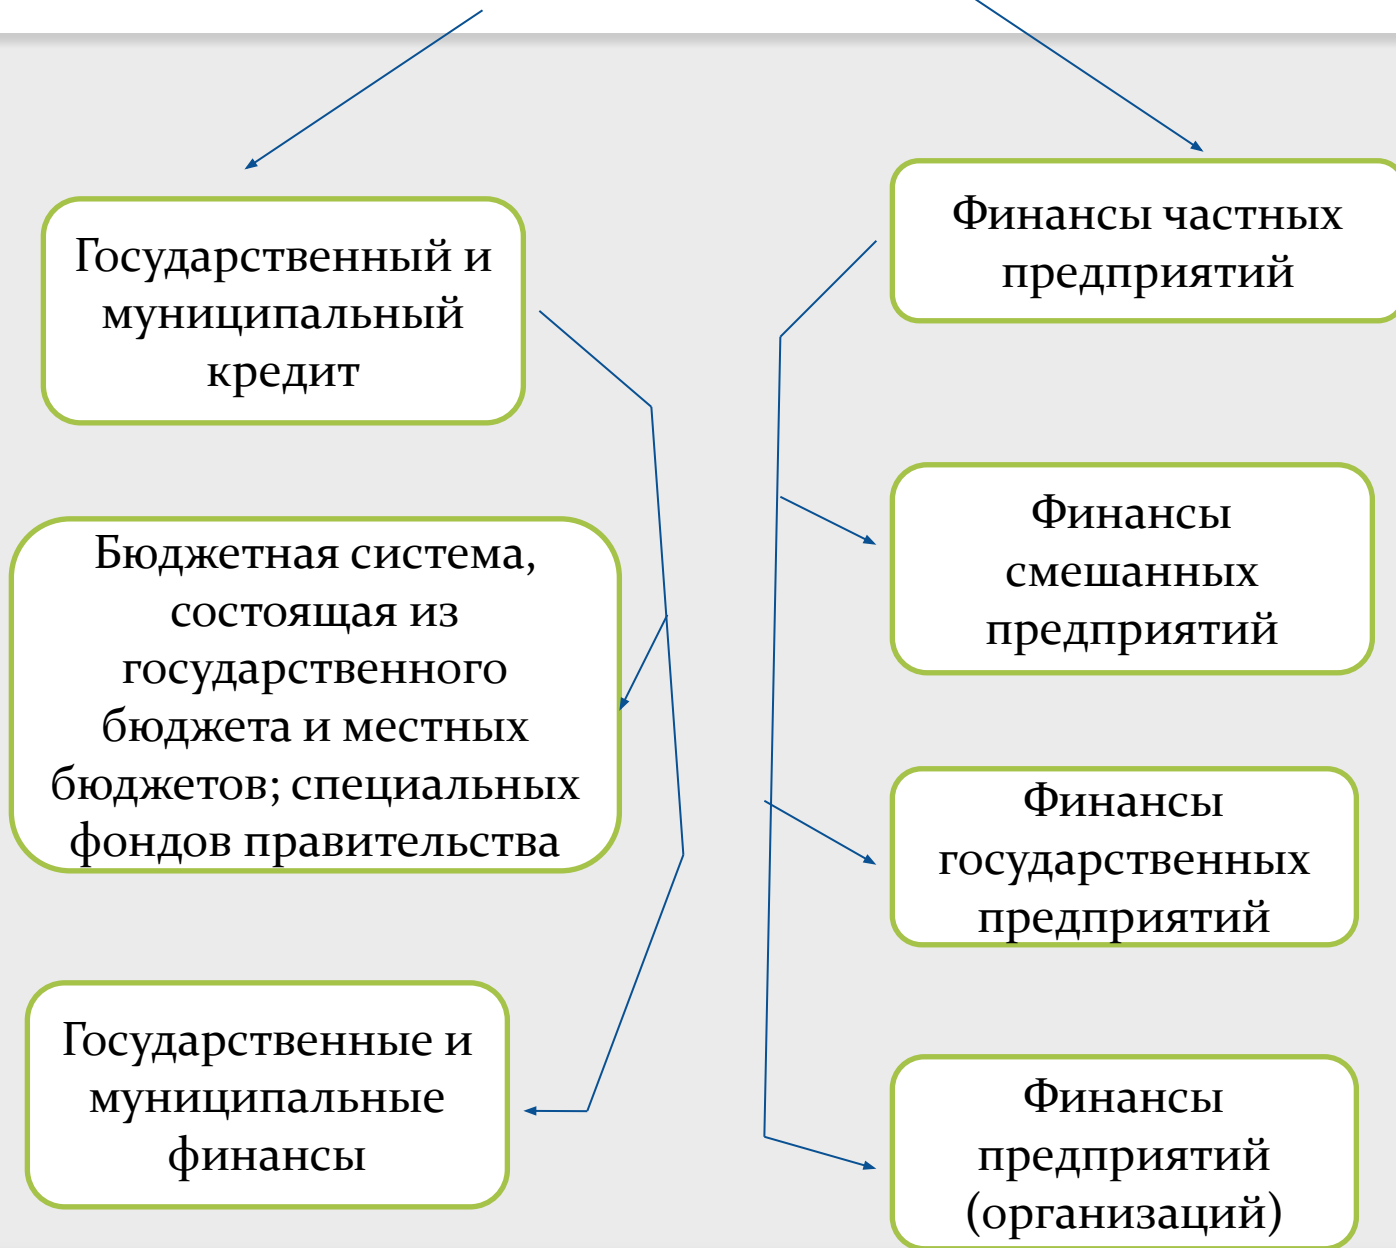 Государственный и
муниципальный
кредит
Бюджетная система,
состоящая из
государственного
бюджета и местных
бюджетов; специальных
фондов правительства
Государственные и
муниципальные
финансы
Финансы частных
предприятий
Финансы
смешанных
предприятий
Финансы
государственных
предприятий
Финансы
предприятий
(организаций)